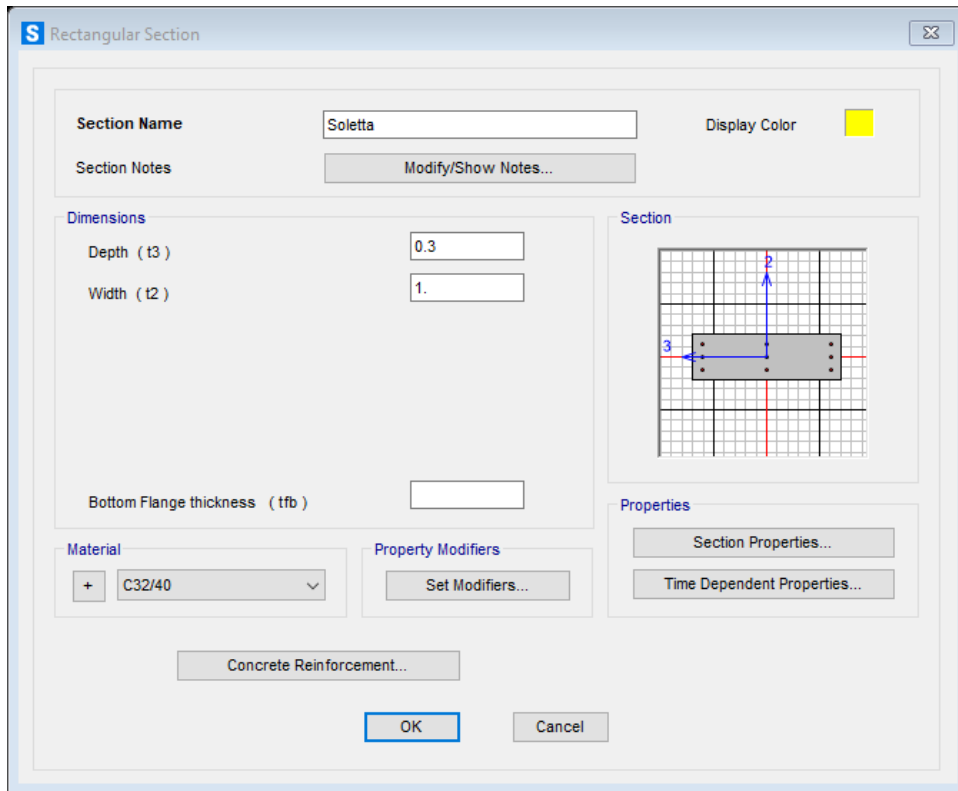 S Rectangular Section
Section Name Soletta Display Color
Section Notes Modify/Show Notes...
Dimensions
Depth ( t3 ) 0.3
Width ( t2 ) 1.
Bottom Flange thickness ( tfb )
Section
2
3
Properties
Section Properties...
Time Dependent Properties...
Material
+ C32/40
Property Modifiers
Set Modifiers...
Concrete Reinforcement...
OK Cancel